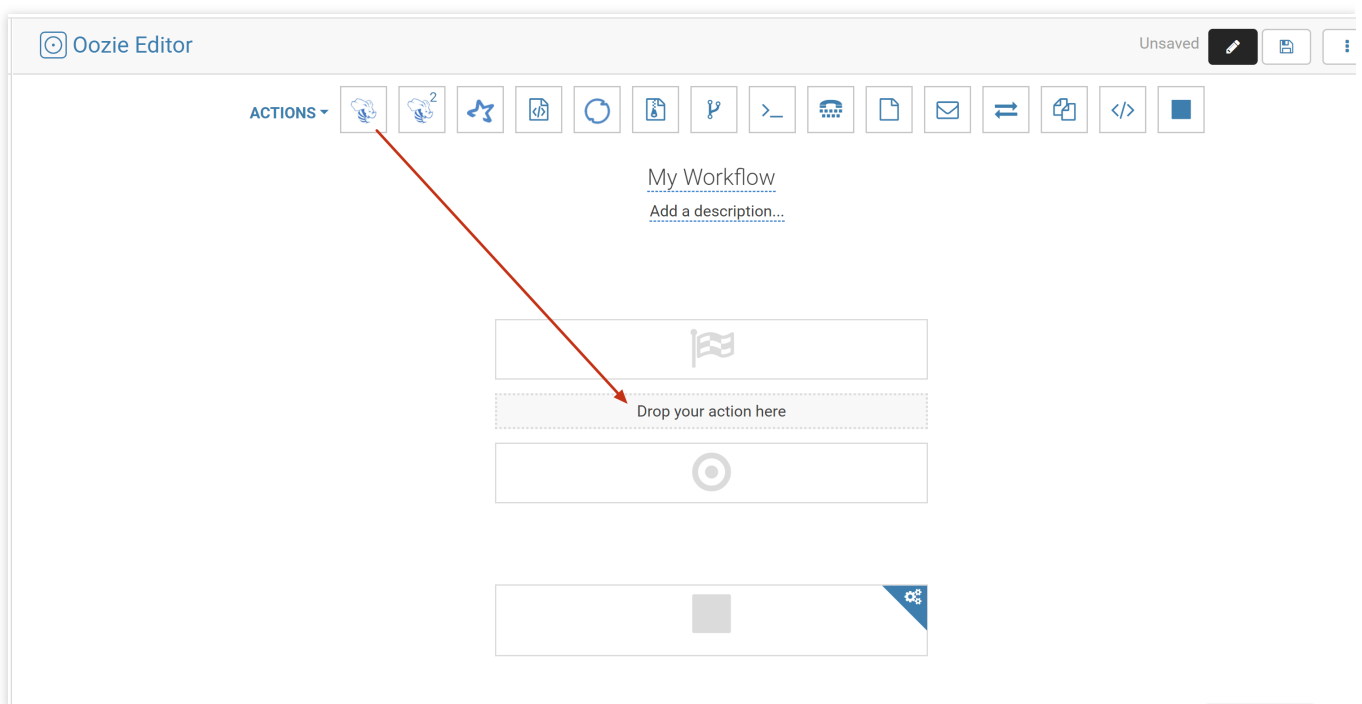 Oozie Editor
Unsaved
ACTIONS
2
My Workflow
Add a description...
Drop your action here